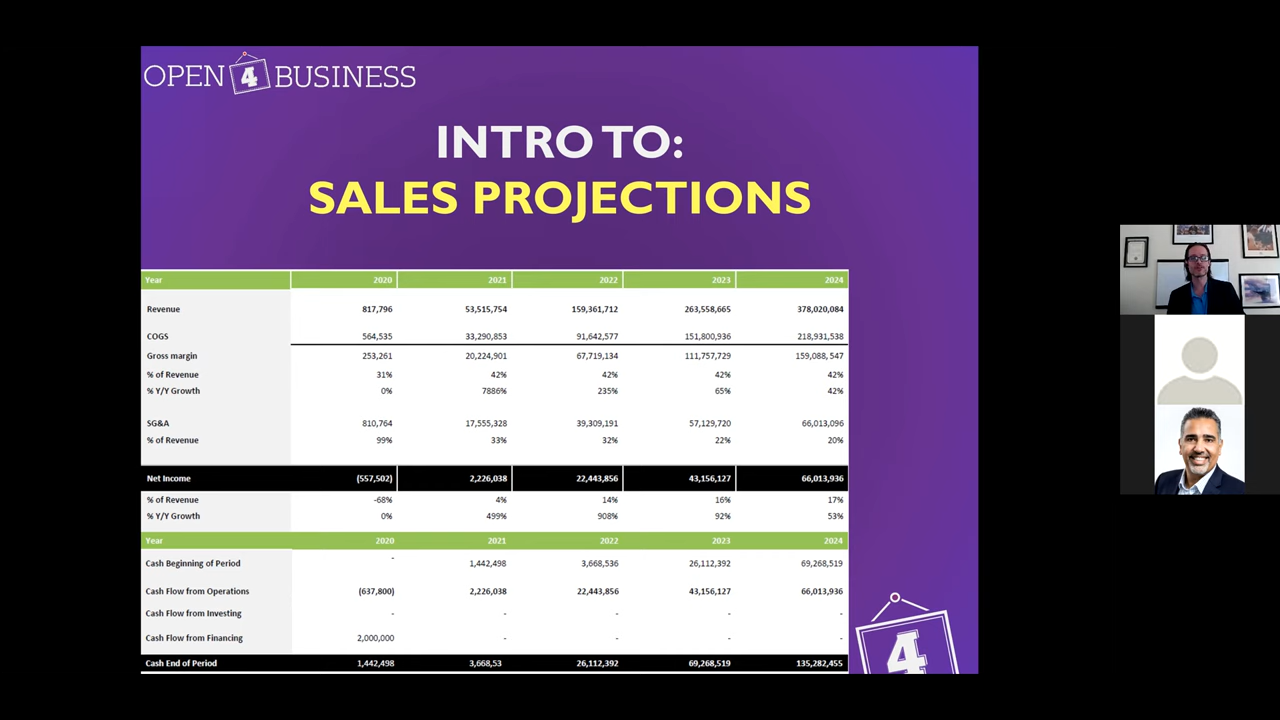 OPEN 4 BUSINESS
INTRO TO:
SALES PROJECTIONS
Year 2020 2021 2022 2023 2024
Revenue 817,796 53,515,754 159,361,712 263,558,665 378,020,084
COGS 564,535 33,290,853 91,642,577 151,800,936 218,931,538
Gross margin 253,261 20,224,901 67,719,134 111,757,729 159,088, 547
% of Revenue 31% 42% 42% 42% 42%
% Y/Y Growth 0% 7886% 235% 65% 42%
SG&A 810,764 17,555,328 39,309,191 57,129,720 66,013,096
% of Revenue 99% 33% 32% 22% 20%
Net Income (557,502) 2,226,038 22,443,856 43,156,127 66,013,936
% of Revenue -68% 4% 14% 16% 17%
% Y/Y Growth 0% 499% 908% 92% 53%
Year 2020 2021 2022 2023 2024
Cash Beginning of Period - 1,442,498 3,668,536 26,112,392 69,268,519
Cash Flow from Operations (637,800) 2,226,038 22,443,856 43,156,127 66,013,936
Cash Flow from Investing - - - - -
Cash Flow from Financing 2,000,000 - - - -
Cash End of Period 1,442,498 3,668,53 26,112,392 69,268,519 135,282,455
4